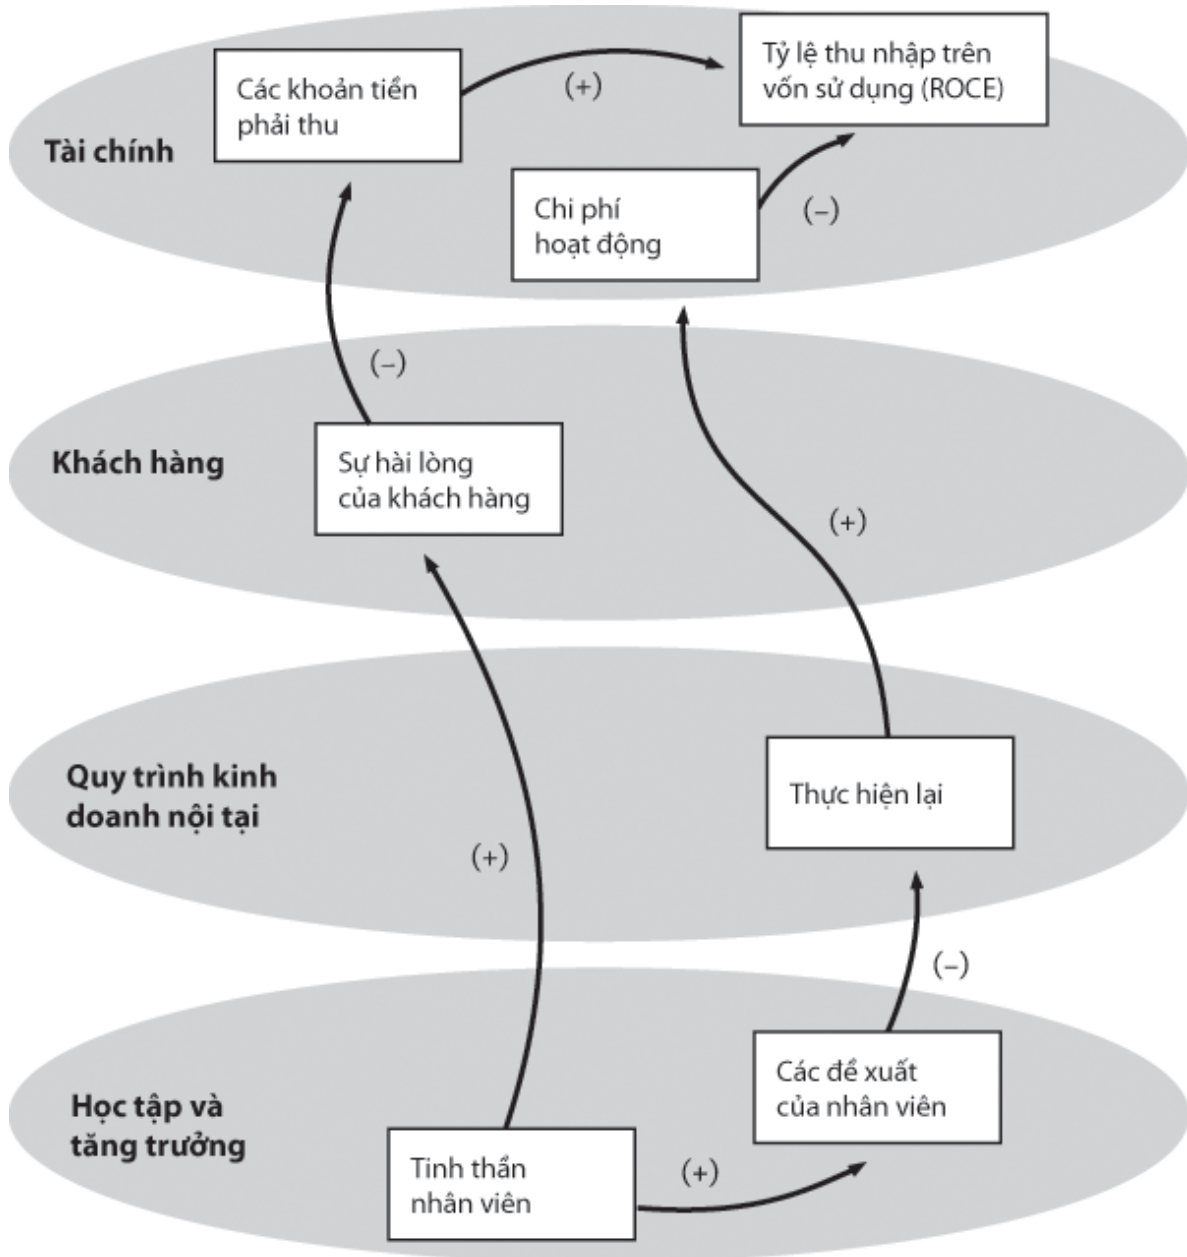 Các khoản tiền
phải thu
(+)
Tỷ lệ thu nhập trên
vốn sử dụng (ROCE)
Tài chính
Chi phí
hoạt động
(–)
(–)
Khách hàng
Sự hài lòng
của khách hàng
(+)
Quy trình kinh
doanh nội tại
Thực hiện lại
(+)
(–)
Học tập và
tăng trưởng
Các đề xuất
của nhân viên
Tinh thần
nhân viên
(+)